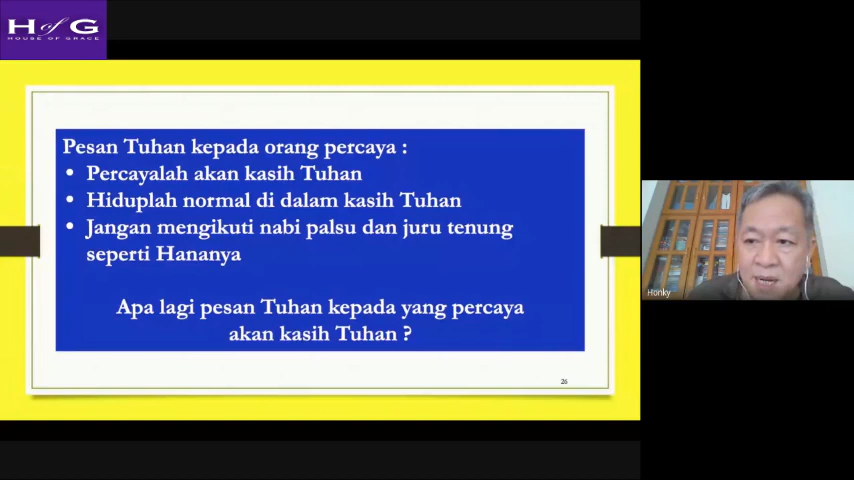 H of G
HOUSE OF GRACE
Pesan Tuhan kepada orang percaya :
• Percayalah akan kasih Tuhan
• Hiduplah normal di dalam kasih Tuhan
• Jangan mengikuti nabi palsu dan juru tenung
seperti Hananya
Apa lagi pesan Tuhan kepada yang percaya
akan kasih Tuhan ?
26
Honky